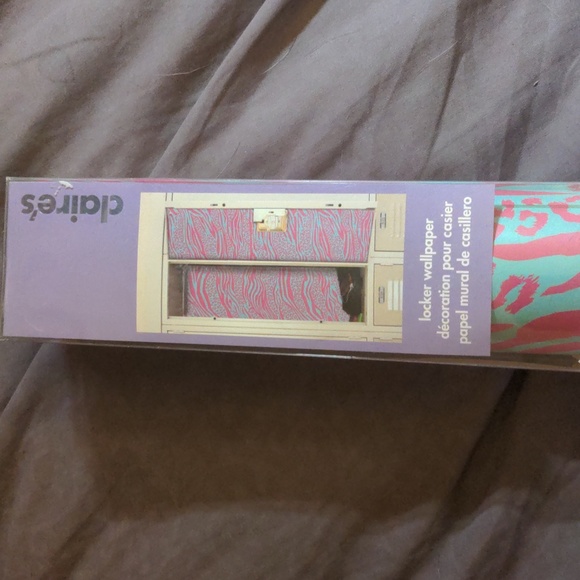 claire's
locker wallpaper
décoration pour casier
papel mural de casillero